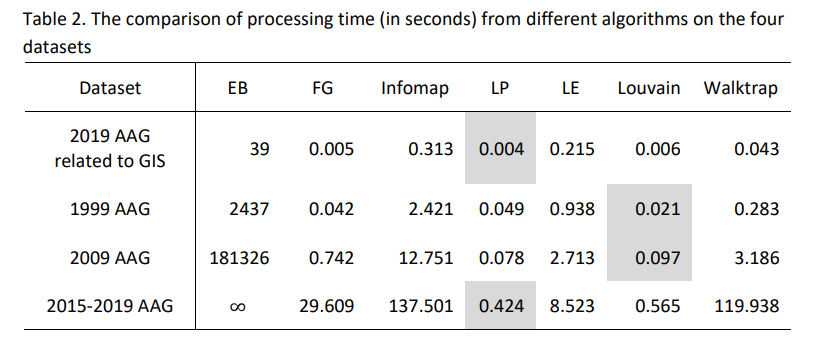 Table 2. The comparison of processing time (in seconds) from different algorithms on the four
datasets
Dataset EB FG Infomap LP LE Louvain Walktrap
2019 AAG
related to GIS 39 0.005 0.313 0.004 0.215 0.006 0.043
1999 AAG 2437 0.042 2.421 0.049 0.938 0.021 0.283
2009 AAG 181326 0.742 12.751 0.078 2.713 0.097 3.186
2015-2019 AAG ∞ 29.609 137.501 0.424 8.523 0.565 119.938